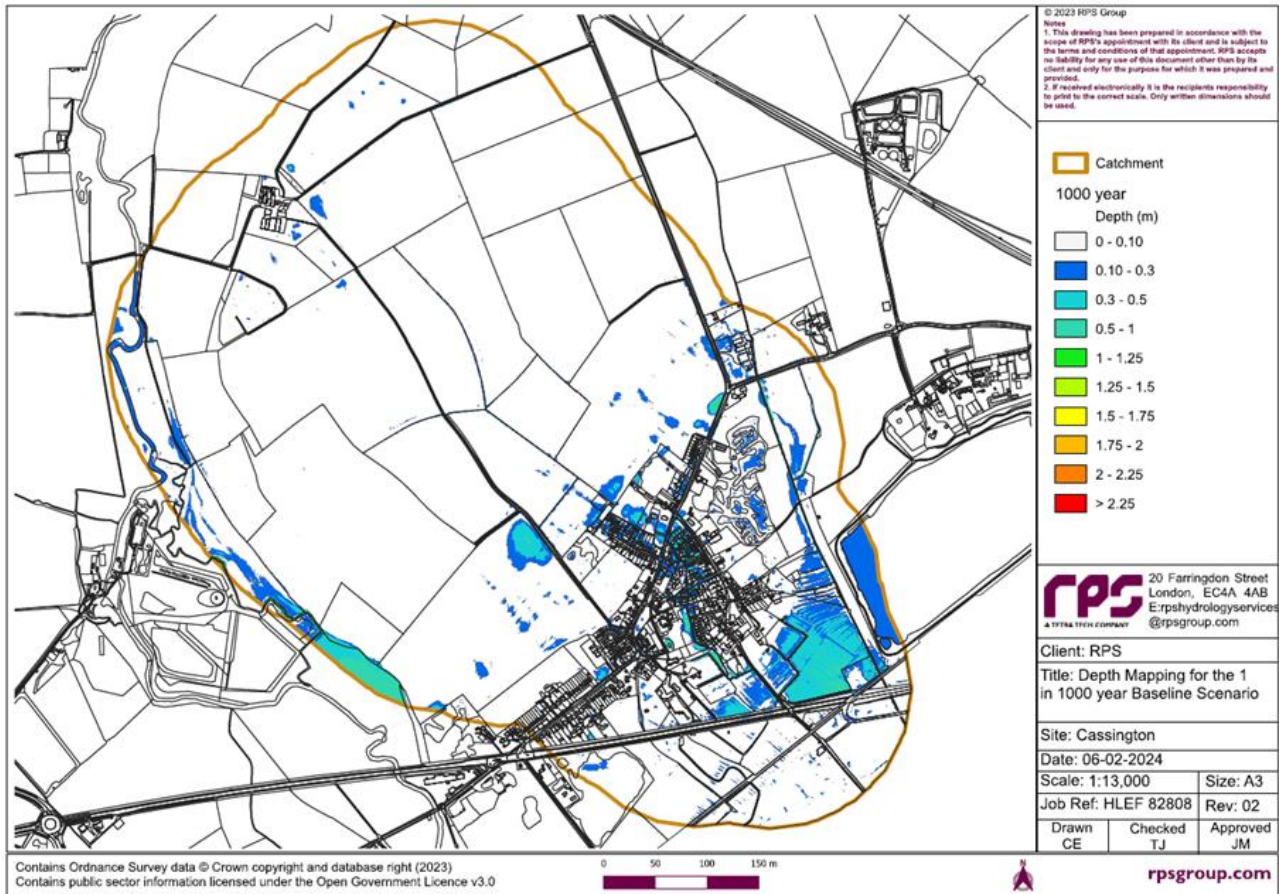 © 2023 RPS Group
Notes
1. This drawing has been prepared in accordance with the
scope of RPS's appointment with its client and is subject to
the terms and conditions of that appointment. RPS accepts
no liability for any use of this document other than by its
client and only for the purpose for which it was prepared and
provided.
2. If received electronically it is the recipients responsibility
to print to the correct scale. Only written dimensions should
be used.
Catchment
1000 year
Depth (m)
0 - 0.10
0.10 - 0.3
0.3 - 0.5
0.5 - 1
1 - 1.25
1.25 - 1.5
1.5 - 1.75
1.75 - 2
2 - 2.25
> 2.25
rps
A TETRA TECH COMPANY
20 Farringdon Street
London, EC4A 4AB
E:rpshydrologyservices
@rpsgroup.com
Client: RPS
Title: Depth Mapping for the 1
in 1000 year Baseline Scenario
Site: Cassington
Date: 06-02-2024
Scale: 1:13,000 Size: A3
Job Ref: HLEF 82808 Rev: 02
Drawn Checked Approved
CE TJ JM
Contains Ordnance Survey data © Crown copyright and database right (2023)
Contains public sector information licensed under the Open Government Licence v3.0
0 50 100 150 m
N
rpsgroup.com